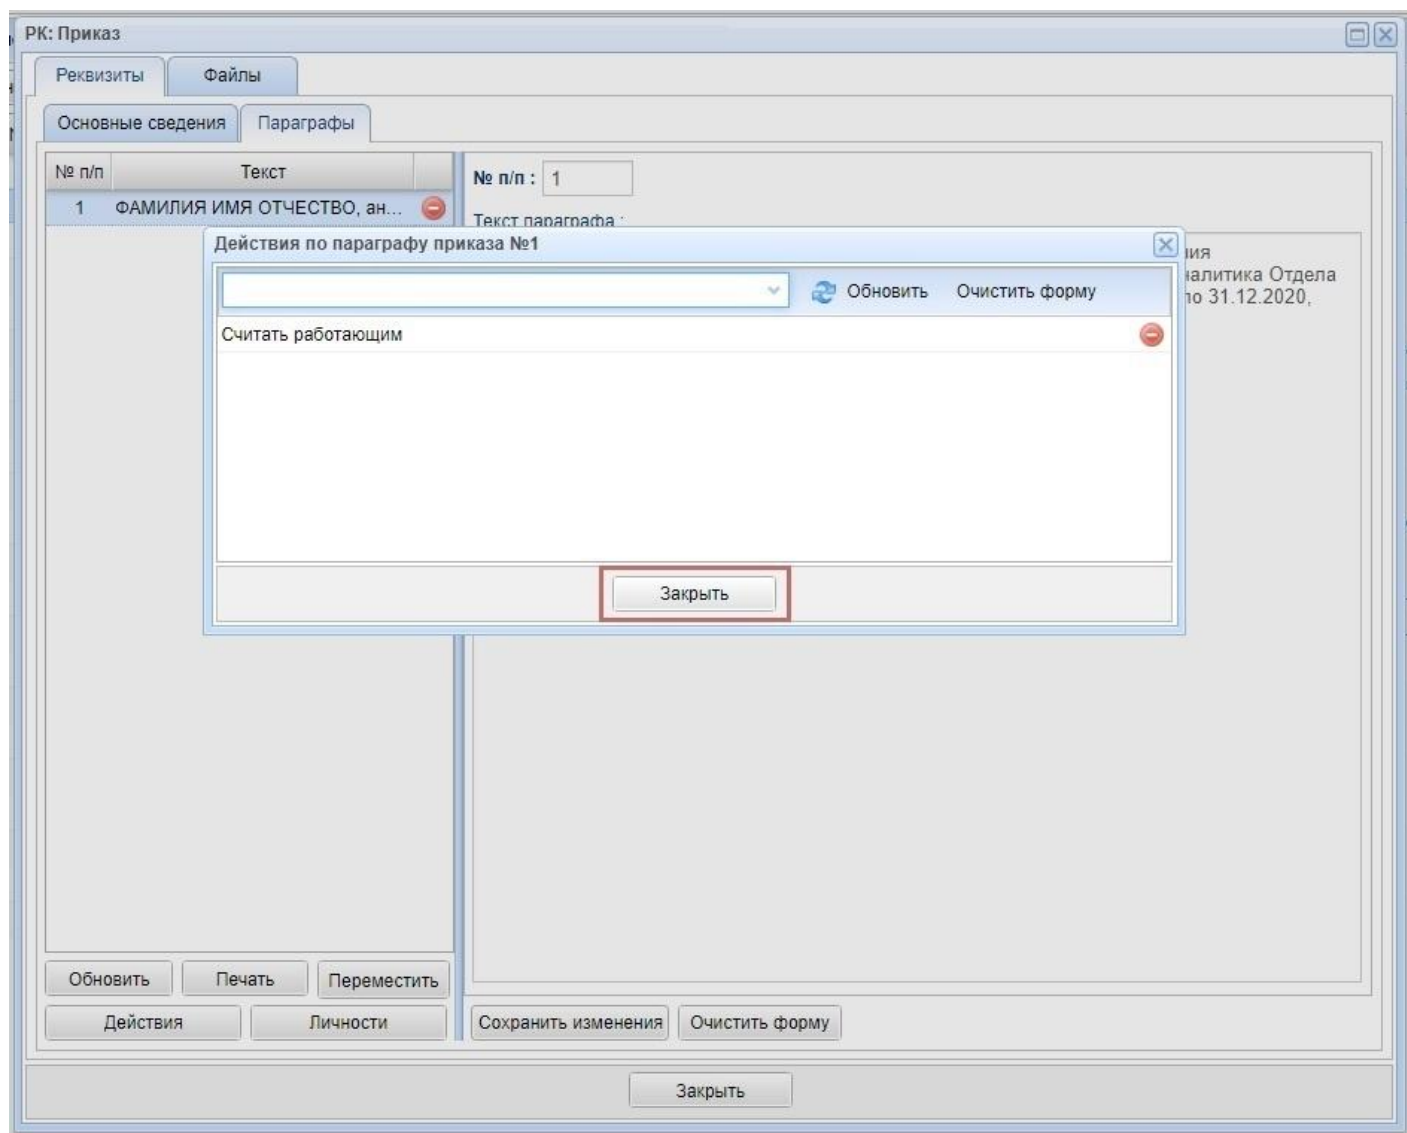 РК: Приказ
Реквизиты Файлы
Основные сведения Параграфы
№ п/п Текст
1 ФАМИЛИЯ ИМЯ ОТЧЕСТВО, ан...
№ п/п : 1
Текст параграфа :
Отдела
по 31.12.2020,
Действия по параграфу приказа №1
Обновить Очистить форму
Считать работающим
Закрыть
Обновить Печать Переместить
Действия Личности
Сохранить изменения Очистить форму
Закрыть